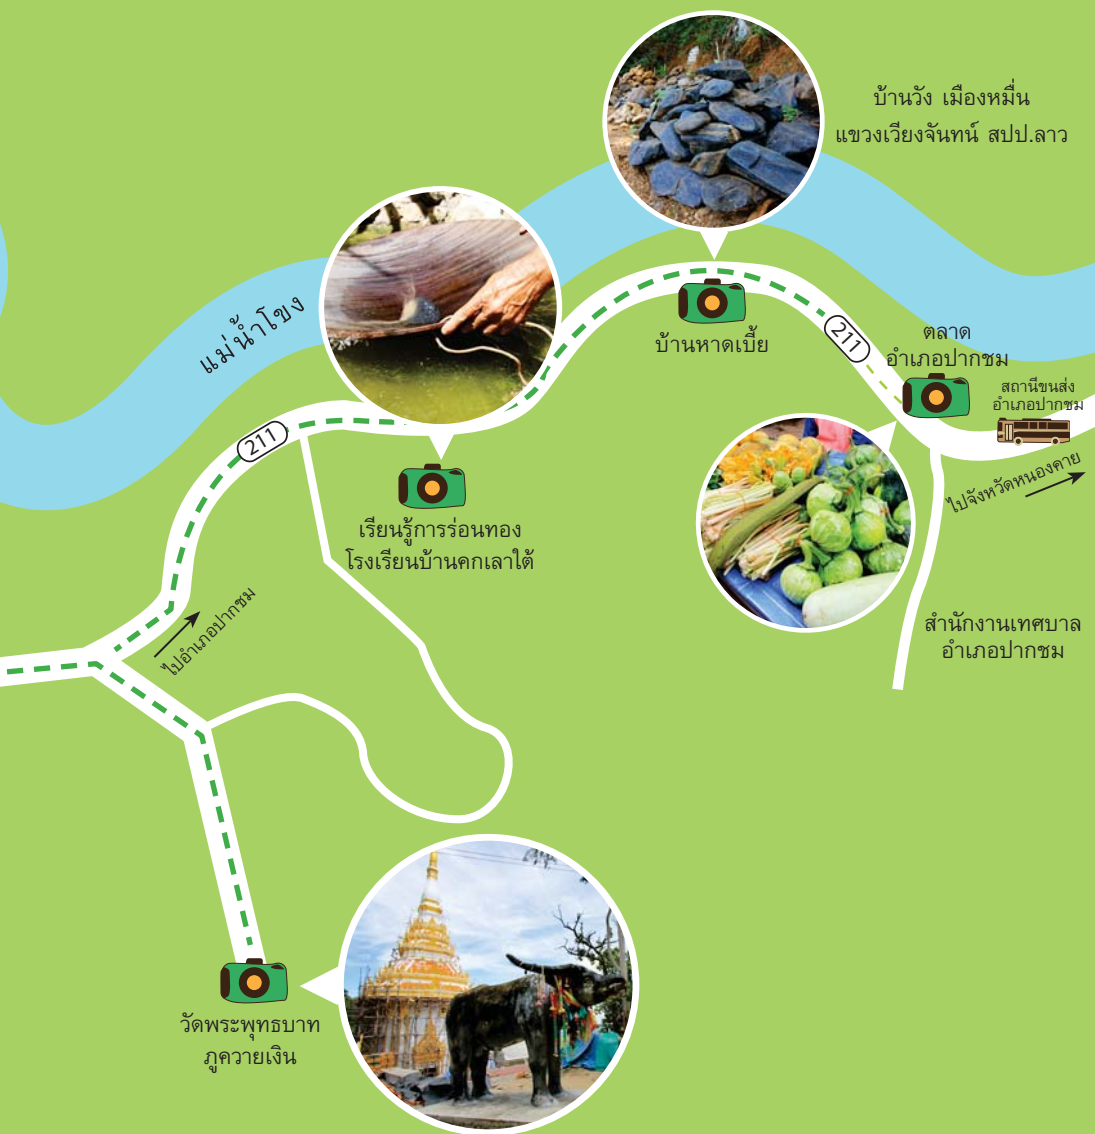 บ้านวัง เมืองหมื่น
แขวงเวียงจันทน์ สปป.ลาว
แม่น้ำโขง
บ้านหาดเบี้ย
211
ตลาด
อำเภอปากชม
สถานีขนส่ง
อำเภอปากชม
ไปจังหวัดหนองคาย
211
เรียนรู้การร่อนทอง
โรงเรียนบ้านคกเลาใต้
ไปอำเภอปากชม
สำนักงานเทศบาล
อำเภอปากชม
วัดพระพุทธบาท
ภูควายเงิน